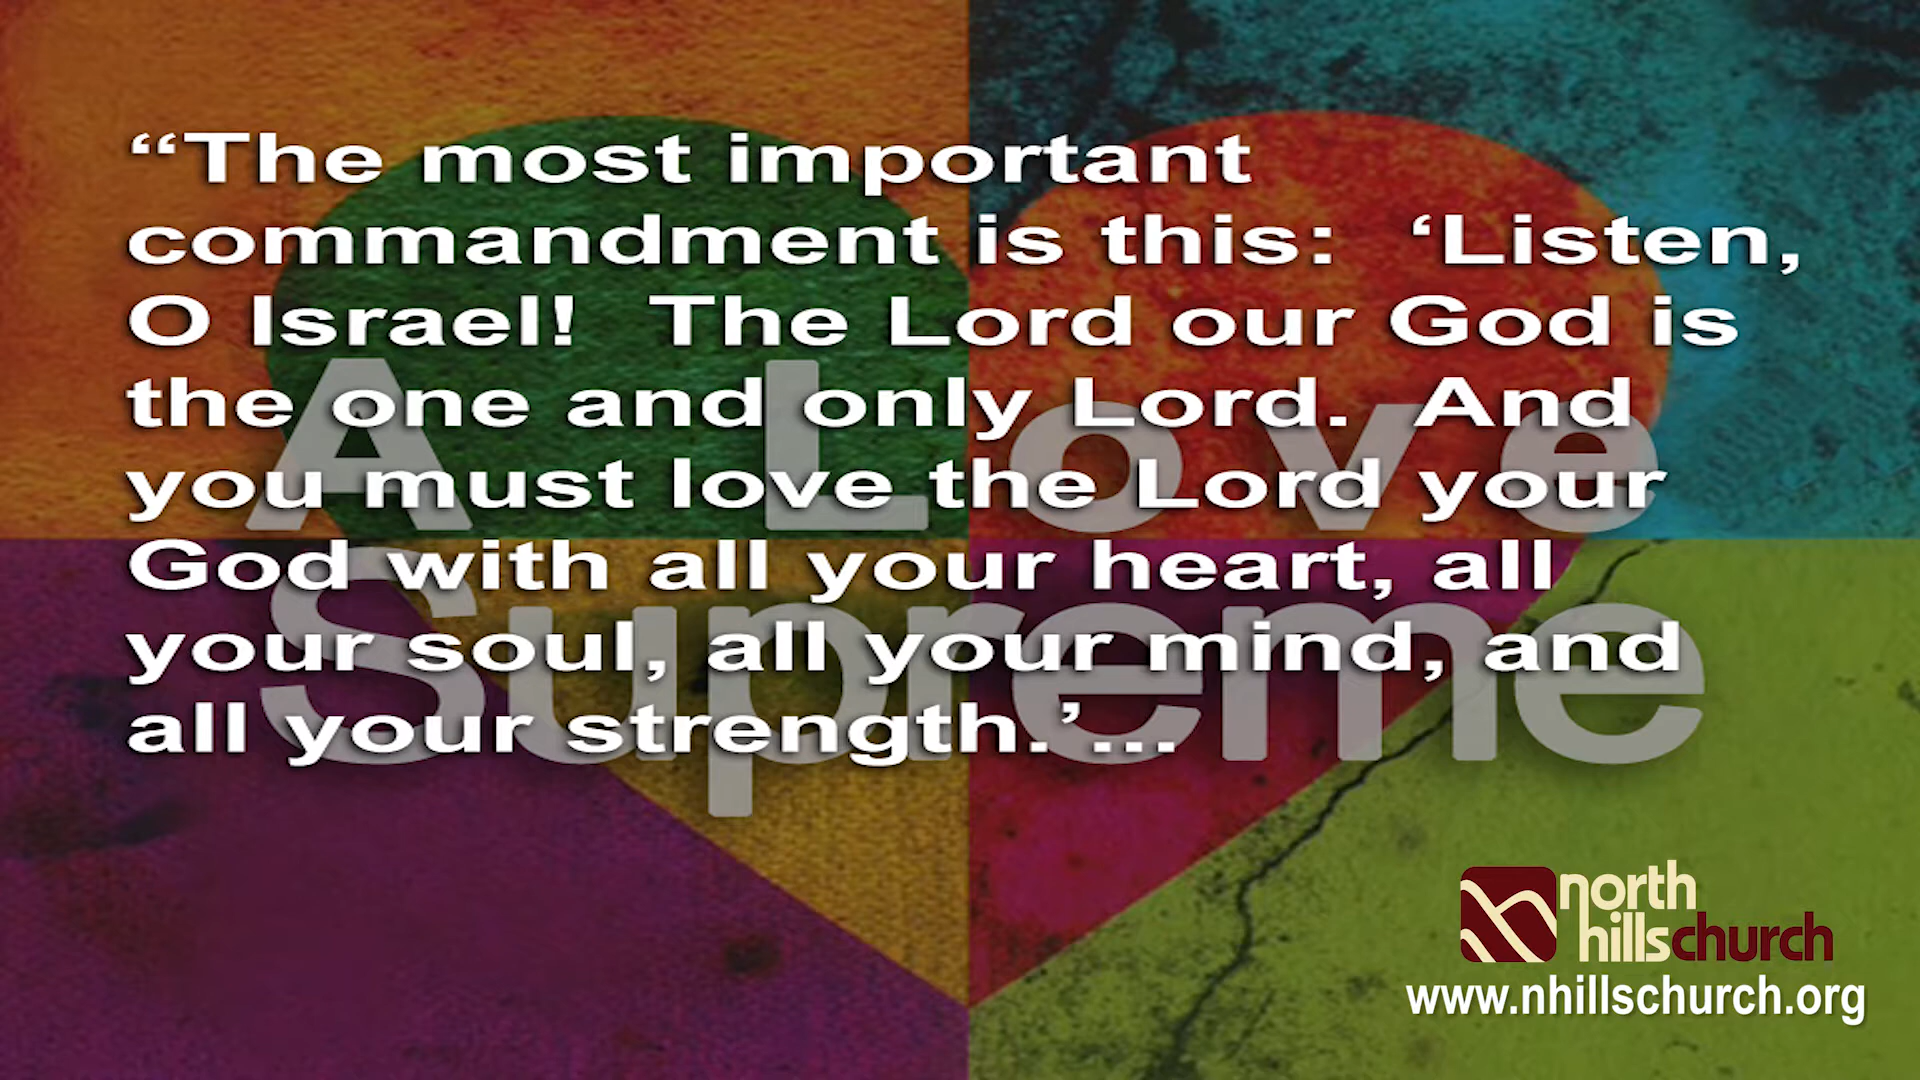 “The most important
commandment is this:  ‘Listen,
O Israel!  The Lord our God is
the one and only Lord.  And
you must love the Lord your
God with all your heart, all
your soul, all your mind, and
all your strength.’...
A Love
Supreme
north
hillschurch
www.nhillschurch.org